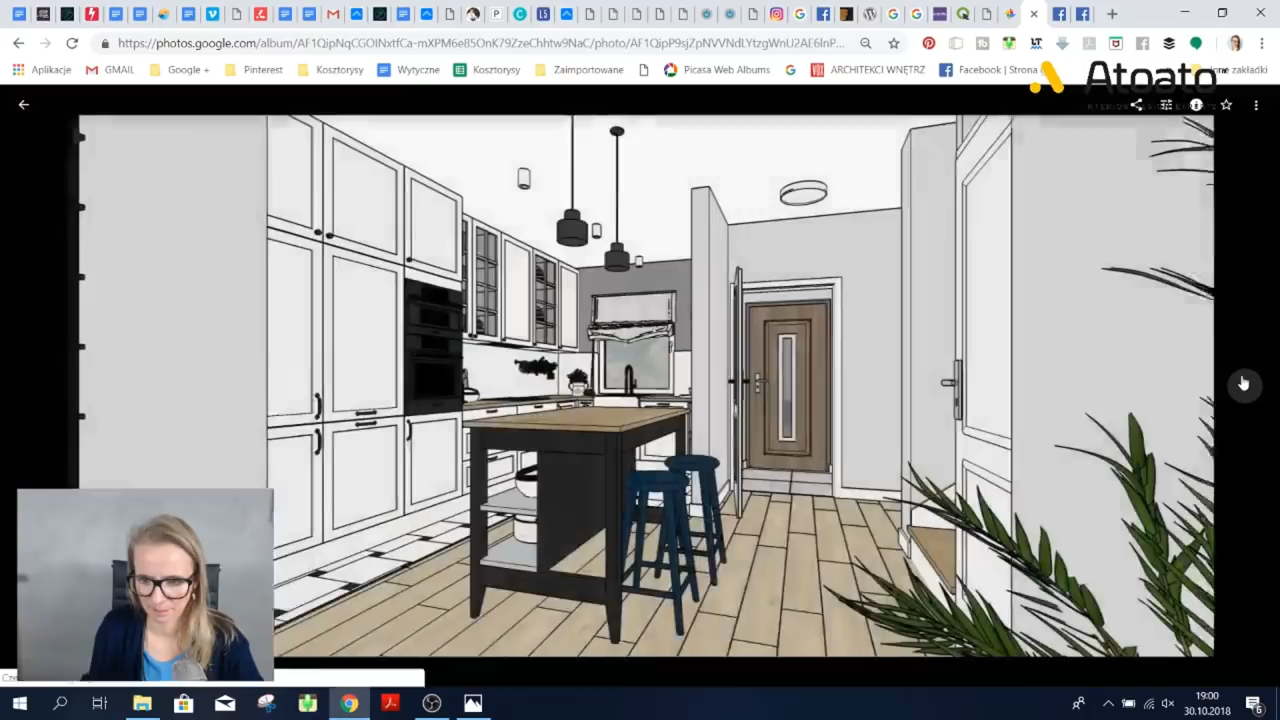 https://photos.google.com/album/AF1QipNqCGOINxtfCa-mXPM6e85OnK79ZzeChhtw9NaC/photo/AF1QipP9sjZpNVVNdLYtzgWnU2AE6lnP...
Aplikacje
GMAIL
Google +
Pinterest
Kosztorysy
Wytyczne
Kosztorysy
Zaimportowane
Picasa Web Albums
ARCHITEKCI WNĘTRZ
Facebook | Strona
zakładki
Atoato
19:00
30.10.2018